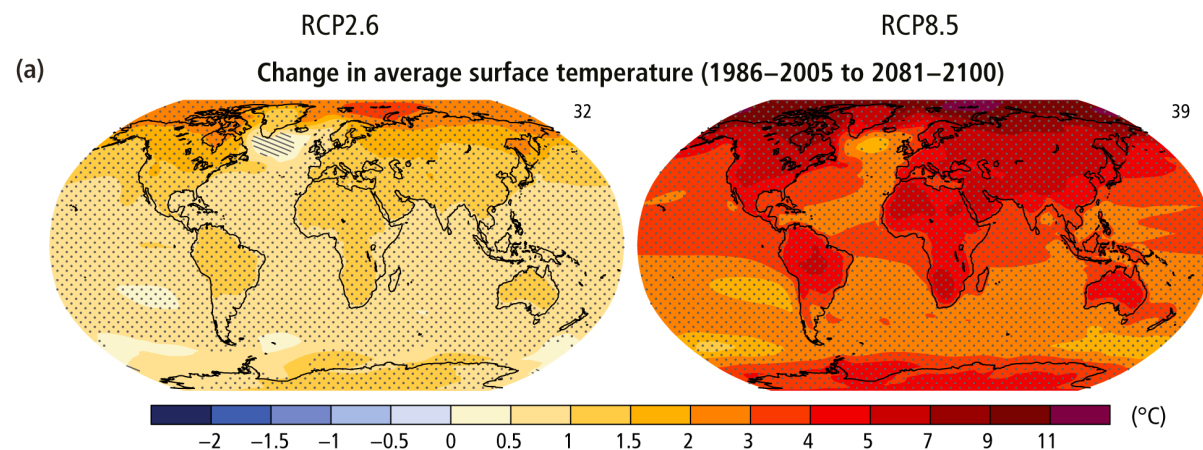 RCP2.6 RCP8.5
(a) Change in average surface temperature (1986–2005 to 2081–2100)
32 39
(°C)
−2 −1.5 −1 −0.5 0 0.5 1 1.5 2 3 4 5 7 9 11